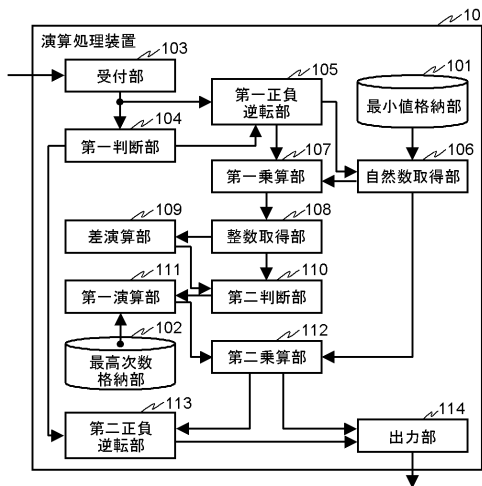 10
演算処理装置
103
受付部
105
第一正負
逆転部
101
最小値格納部
104
第一判断部
107
第一乗算部
106
自然数取得部
109
差演算部
108
整数取得部
111
第一演算部
110
第二判断部
102
最高次数
格納部
112
第二乗算部
113
第二正負
逆転部
114
出力部